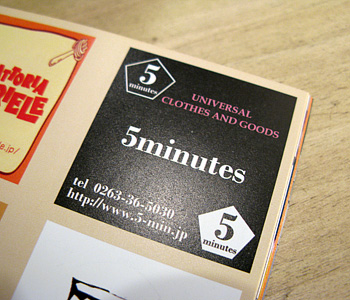 5
minutes
UNIVERSAL
CLOTHES AND GOODS
5minutes
tel 0263-36-5030
http://www.5-min.jp
5
minutes